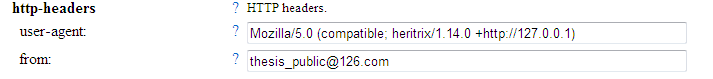 http-headers ? HTTP headers.
user-agent: ? Mozilla/5.0 (compatible; heritrix/1.14.0 +http://127.0.0.1)
from: ? thesis_public@126.com